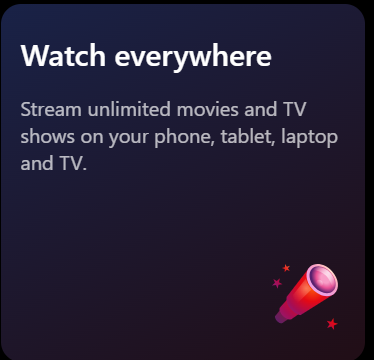 Watch everywhere
Stream unlimited movies and TV
shows on your phone, tablet, laptop
and TV.